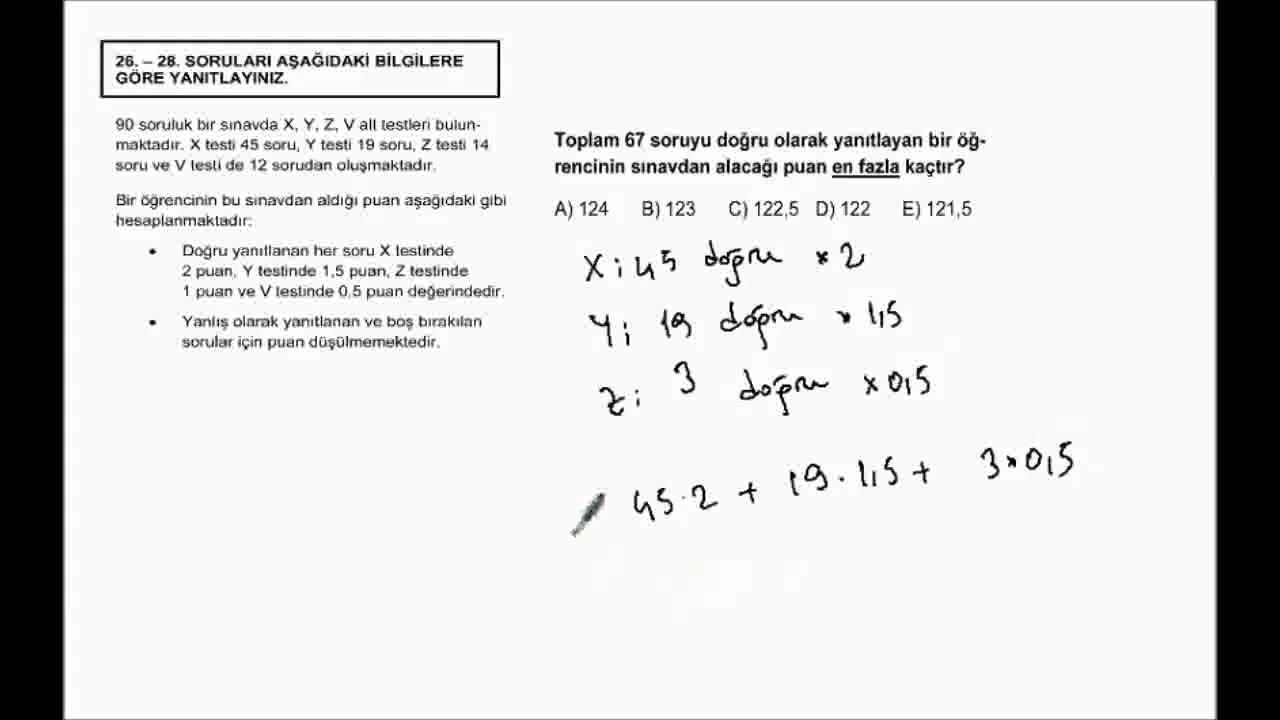 26. – 28. SORULARI AŞAĞIDAKİ BİLGİLERE
GÖRE YANITLAYINIZ.
90 soruluk bir sınavda X, Y, Z, V alt testleri bulun-
maktadır. X testi 45 soru, Y testi 19 soru, Z testi 14
soru ve V testi de 12 sorudan oluşmaktadır.
Bir öğrencinin bu sınavdan aldığı puan aşağıdaki gibi
hesaplanmaktadır:
• Doğru yanıtlanan her soru X testinde
2 puan, Y testinde 1,5 puan, Z testinde
1 puan ve V testinde 0,5 puan değerindedir.
• Yanlış olarak yanıtlanan ve boş bırakılan
sorular için puan düşülmemektedir.
Toplam 67 soruyu doğru olarak yanıtlayan bir öğ-
rencinin sınavdan alacağı puan en fazla kaçtır?
A) 124 B) 123 C) 122,5 D) 122 E) 121,5
X: 45 doğru × 2
Y: 19 doğru × 1,5
Z: 3 doğru × 0,5
45·2 + 19·1,5 + 3×0,5